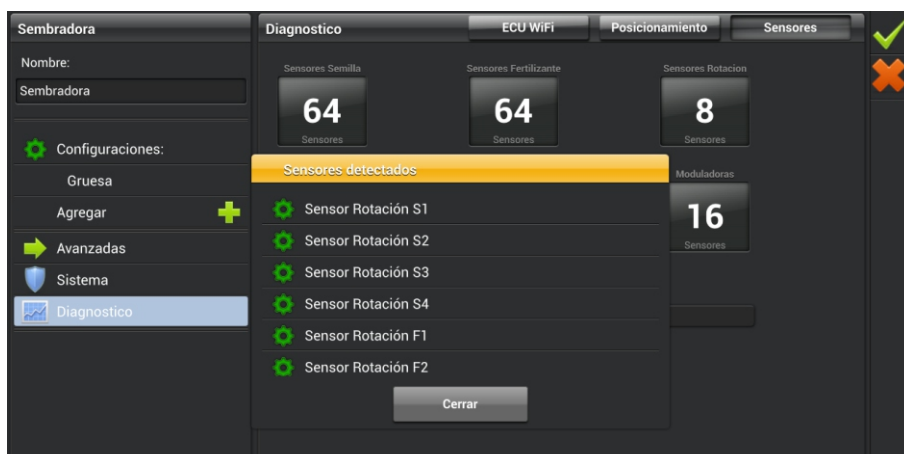 Sembradora
Nombre:
Sembradora
Configuraciones:
Gruesa
Agregar
Avanzadas
Sistema
Diagnostico
Diagnostico
ECU WiFi
Posicionamiento
Sensores
Sensores Semilla
64
Sensores
Sensores Fertilizante
64
Sensores
Sensores Rotacion
8
Sensores
Moduladoras
16
Sensores
Sensores detectados
Sensor Rotación S1
Sensor Rotación S2
Sensor Rotación S3
Sensor Rotación S4
Sensor Rotación F1
Sensor Rotación F2
Cerrar